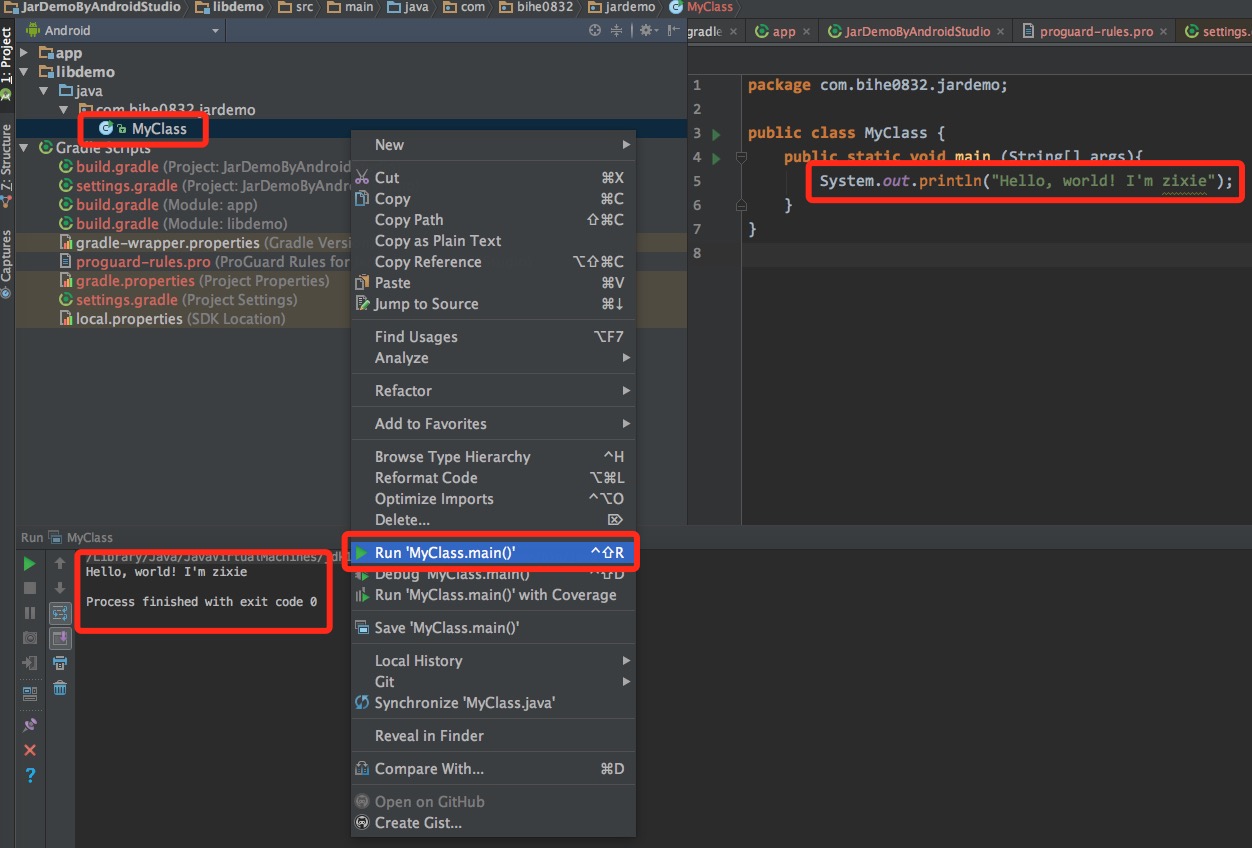 JarDemoByAndroidStudio libdemo src main java com bihe0832 jardemo MyClass
Android
gradle app JarDemoByAndroidStudio proguard-rules.pro settings.
1: Project
Z: Structure
Captures
app
libdemo
java
com.bihe0832.jardemo
MyClass
Gradle Scripts
build.gradle (Project: JarDemoByAndroid
settings.gradle (Project: JarDemoByAndr
build.gradle (Module: app)
build.gradle (Module: libdemo)
gradle-wrapper.properties (Gradle Versi
proguard-rules.pro (ProGuard Rules for
gradle.properties (Project Properties)
settings.gradle (Project Settings)
local.properties (SDK Location)
New
Cut ⌘X
Copy ⌘C
Copy Path ⇧⌘C
Copy as Plain Text
Copy Reference ⌥⇧⌘C
Paste ⌘V
Jump to Source ⌘↓
Find Usages ⌥F7
Analyze
Refactor
Add to Favorites
Browse Type Hierarchy ^H
Reformat Code ⌥⌘L
Optimize Imports ^⌥O
Delete... ⌦
Run 'MyClass.main()' ^⇧R
Debug 'MyClass.main()' ^⇧D
Run 'MyClass.main()' with Coverage
Save 'MyClass.main()'
Local History
Git
Synchronize 'MyClass.java'
Reveal in Finder
Compare With... ⌘D
Open on GitHub
Create Gist...
1 package com.bihe0832.jardemo;
2
3 public class MyClass {
4 public static void main (String[] args){
5 System.out.println("Hello, world! I'm zixie");
6 }
7 }
8
Run MyClass
/Library/Java/JavaVirtualMachines/jdk1
Hello, world! I'm zixie
Process finished with exit code 0